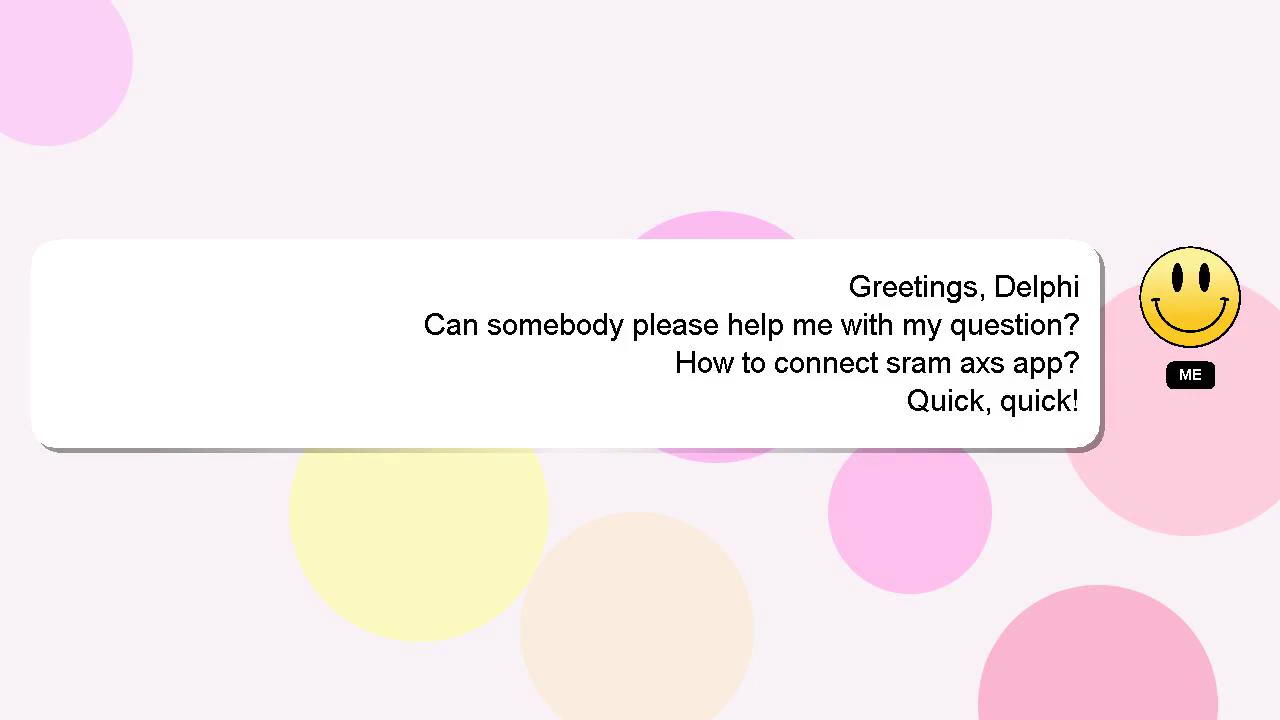 Greetings, Delphi
Can somebody please help me with my question?
How to connect sram axs app?
Quick, quick!
ME